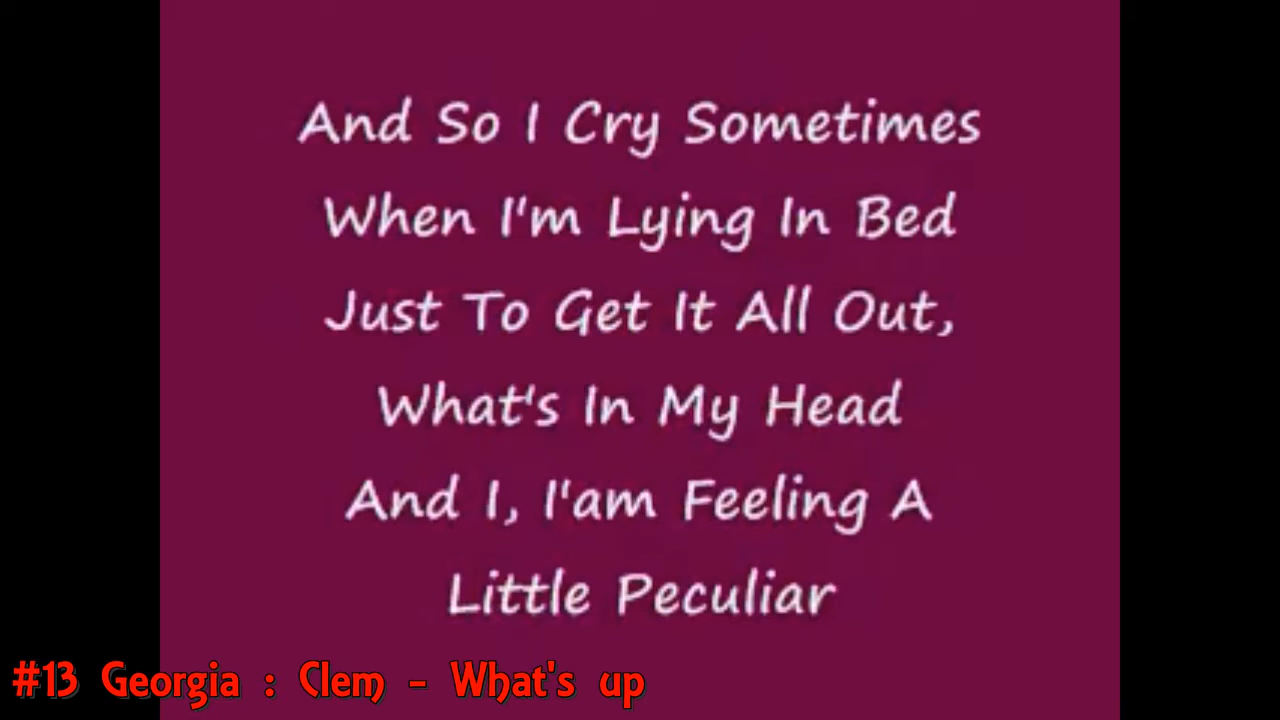 And So I Cry Sometimes
When I'm Lying In Bed
Just To Get It All Out,
What's In My Head
And I, I'am Feeling A
Little Peculiar
#13 Georgia : Clem - What's up